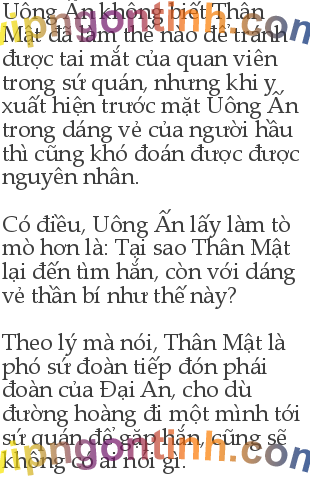 Uông Ấn không biết Thân
Mật đã làm thế nào để tránh
được tai mắt của quan viên
trong sứ quán, nhưng khi y
xuất hiện trước mặt Uông Ấn
trong dáng vẻ của người hầu
thì cũng khó đoán được được
nguyên nhân.
Có điều, Uông Ấn lấy làm tò
mò hơn là: Tại sao Thân Mật
lại đến tìm hắn, còn với dáng
vẻ thần bí như thế này?
Theo lý mà nói, Thân Mật là
phó sứ đoàn tiếp đón phái
đoàn của Đại An, cho dù
đường hoàng đi một mình tới
sứ quán để gặp hắn, cũng sẽ
không có ai nói gì.
vipngontinh.com
vipngontinh.com